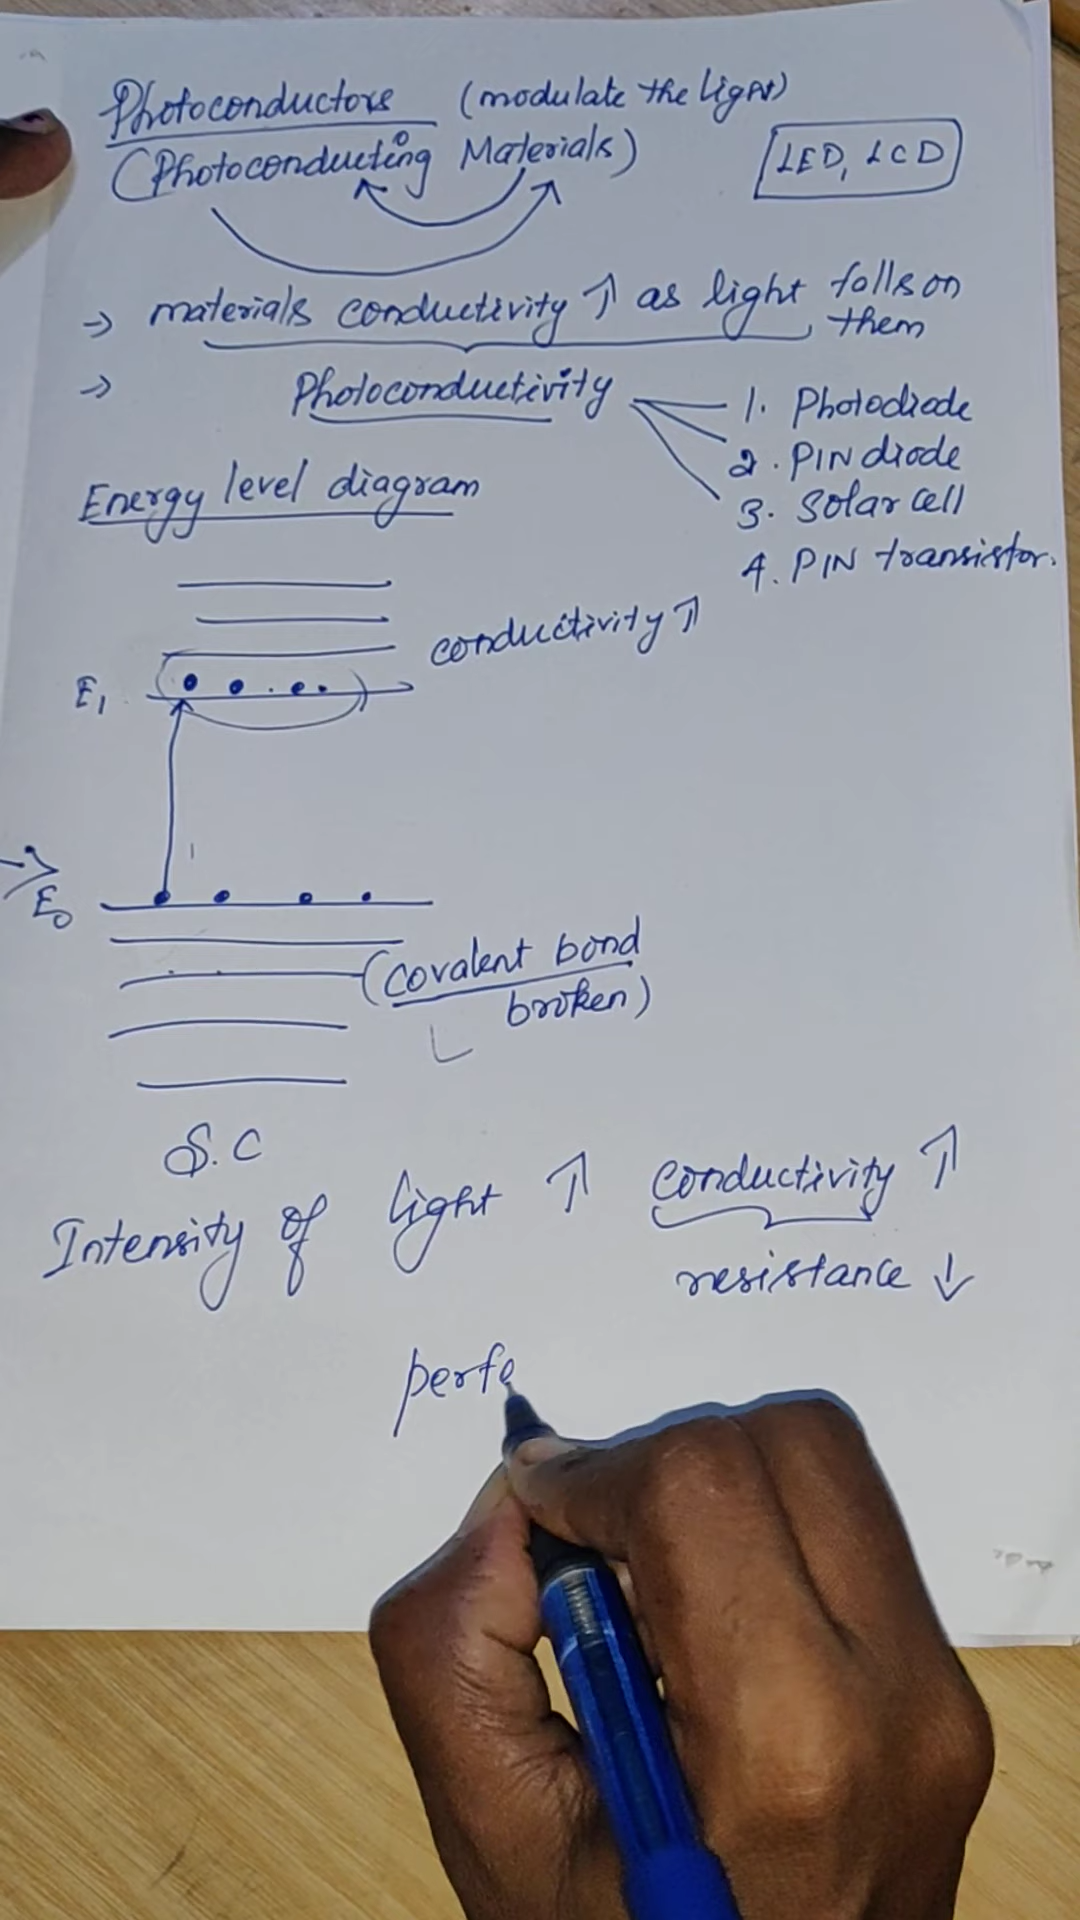 Photoconductors (modulate the light)
(Photoconducting Materials)
LED, LCD
→ materials conductivity ↑ as light falls on
them
→ Photoconductivity
1. Photodiode
2. PIN diode
3. Solar cell
4. PIN transistor.
Energy level diagram
conductivity ↑
E1
E0
(covalent bond
broken)
S.C
Intensity of light ↑ conductivity ↑
resistance ↓
perfo